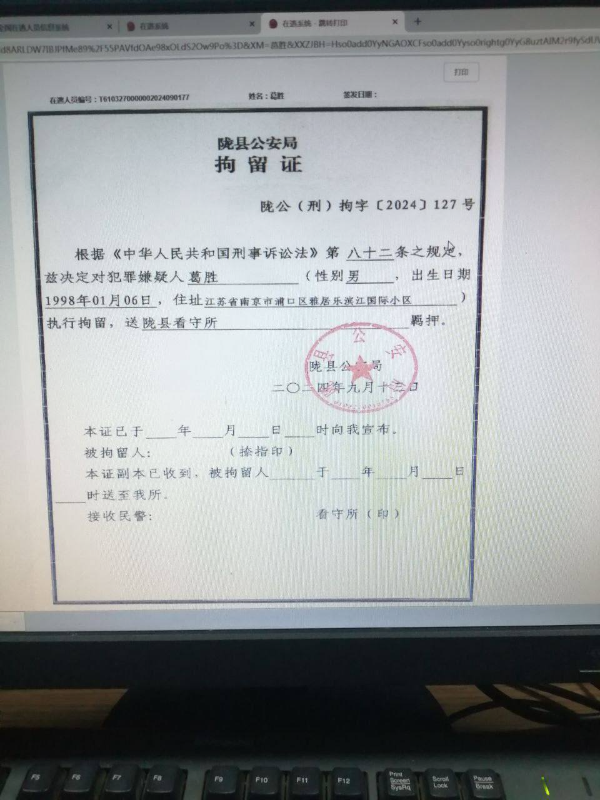 在逃系统
在逃系统 - 翻转打印
打印
在逃人员编号：T6103270000002024090177
姓名：葛胜
签发日期：
陇县公安局
拘留证
陇公（刑）拘字〔2024〕127号
根据《中华人民共和国刑事诉讼法》第 八十二 条之规定，
兹决定对犯罪嫌疑人 葛胜 （性别 男 ，出生日期
1998年01月06日，住址 江苏省南京市浦口区雅居乐滨江国际小区 ）
执行拘留，送 陇县看守所 羁押。
陇县公安局
二〇二四年九月十三日
本证已于____年____月____日____时向我宣布。
被拘留人： （捺指印）
本证副本已收到，被拘留人______于____年____月____日
____时送至我所。
接收民警： 看守所（印）
F5 F6 F7 F8 F9 F10 F11 F12 Print Screen SysRq Scroll Lock Pause Break